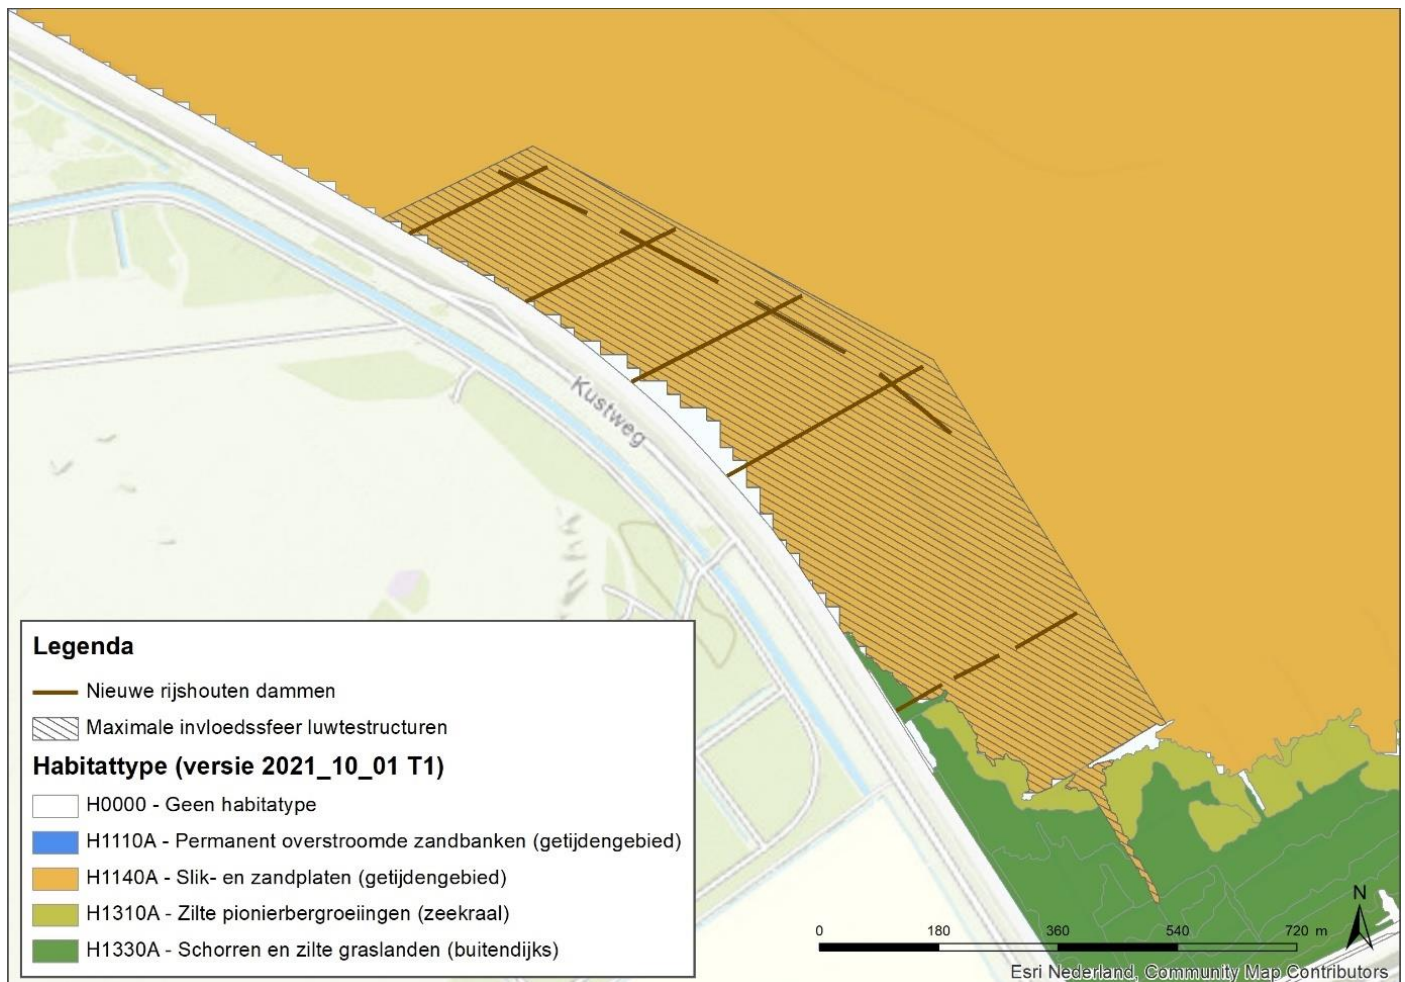 Kustweg
Legenda
Nieuwe rijshouten dammen
Maximale invloedssfeer luwtestructuren
Habitattype (versie 2021_10_01 T1)
H0000 - Geen habitatype
H1110A - Permanent overstroomde zandbanken (getijdengebied)
H1140A - Slik- en zandplaten (getijdengebied)
H1310A - Zilte pionierbergroeiingen (zeekraal)
H1330A - Schorren en zilte graslanden (buitendijks)
N
0 180 360 540 720 m
Esri Nederland, Community Map Contributors